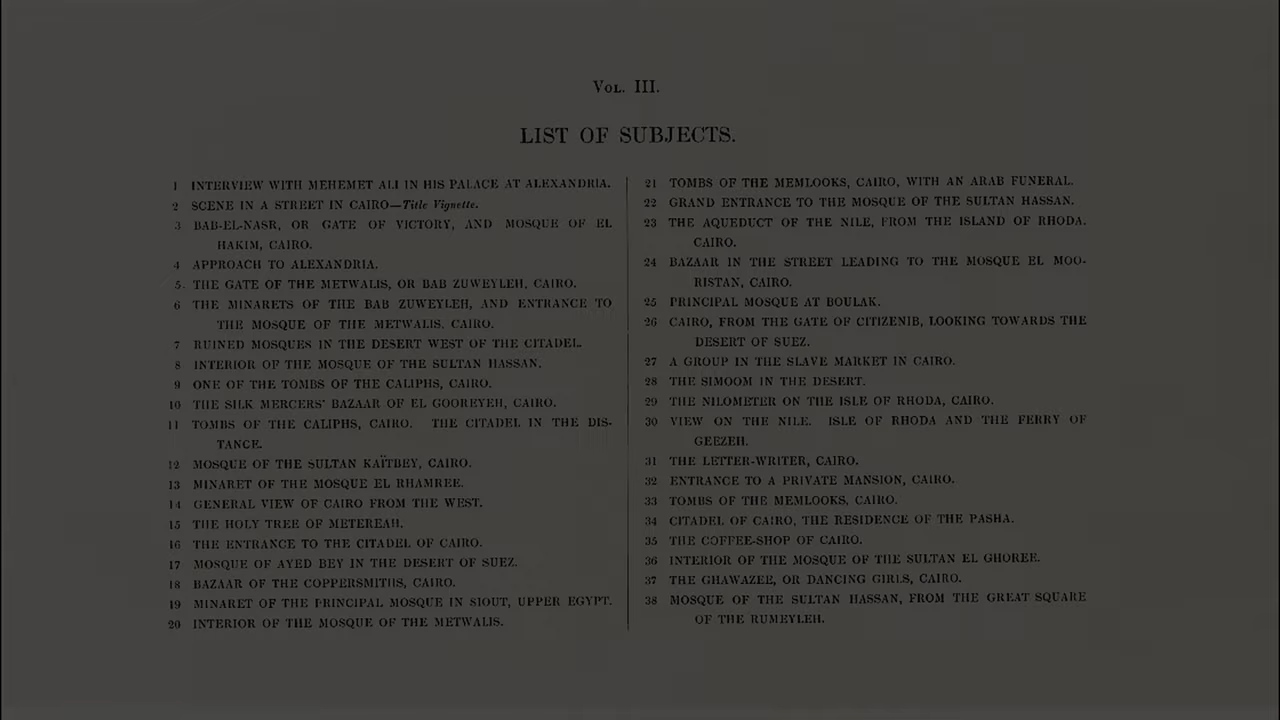 Vol. III.
LIST OF SUBJECTS.
1 INTERVIEW WITH MEHEMET ALI IN HIS PALACE AT ALEXANDRIA.
2 SCENE IN A STREET IN CAIRO—Title Vignette.
3 BAB-EL-NASR, OR GATE OF VICTORY, AND MOSQUE OF EL
HAKIM, CAIRO.
4 APPROACH TO ALEXANDRIA.
5. THE GATE OF THE METWALIS, OR BAB ZUWEYLEH, CAIRO.
6 THE MINARETS OF THE BAB ZUWEYLEH, AND ENTRANCE TO
THE MOSQUE OF THE METWALIS, CAIRO.
7 RUINED MOSQUES IN THE DESERT WEST OF THE CITADEL.
8 INTERIOR OF THE MOSQUE OF THE SULTAN HASSAN.
9 ONE OF THE TOMBS OF THE CALIPHS, CAIRO.
10 THE SILK MERCERS' BAZAAR OF EL GOOREYEH, CAIRO.
11 TOMBS OF THE CALIPHS, CAIRO. THE CITADEL IN THE DIS-
TANCE.
12 MOSQUE OF THE SULTAN KAÏTBEY, CAIRO.
13 MINARET OF THE MOSQUE EL RHAMREE.
14 GENERAL VIEW OF CAIRO FROM THE WEST.
15 THE HOLY TREE OF METEREAH.
16 THE ENTRANCE TO THE CITADEL OF CAIRO.
17 MOSQUE OF AYED BEY IN THE DESERT OF SUEZ.
18 BAZAAR OF THE COPPERSMITHS, CAIRO.
19 MINARET OF THE PRINCIPAL MOSQUE IN SIOUT, UPPER EGYPT.
20 INTERIOR OF THE MOSQUE OF THE METWALIS.
21 TOMBS OF THE MEMLOOKS, CAIRO, WITH AN ARAB FUNERAL.
22 GRAND ENTRANCE TO THE MOSQUE OF THE SULTAN HASSAN.
23 THE AQUEDUCT OF THE NILE, FROM THE ISLAND OF RHODA.
CAIRO.
24 BAZAAR IN THE STREET LEADING TO THE MOSQUE EL MOO-
RISTAN, CAIRO.
25 PRINCIPAL MOSQUE AT BOULAK.
26 CAIRO, FROM THE GATE OF CITIZENIB, LOOKING TOWARDS THE
DESERT OF SUEZ.
27 A GROUP IN THE SLAVE MARKET IN CAIRO.
28 THE SIMOOM IN THE DESERT.
29 THE NILOMETER ON THE ISLE OF RHODA, CAIRO.
30 VIEW ON THE NILE. ISLE OF RHODA AND THE FERRY OF
GEEZEH.
31 THE LETTER-WRITER, CAIRO.
32 ENTRANCE TO A PRIVATE MANSION, CAIRO.
33 TOMBS OF THE MEMLOOKS, CAIRO.
34 CITADEL OF CAIRO, THE RESIDENCE OF THE PASHA.
35 THE COFFEE-SHOP OF CAIRO.
36 INTERIOR OF THE MOSQUE OF THE SULTAN EL GHOREE.
37 THE GHAWAZEE, OR DANCING GIRLS, CAIRO.
38 MOSQUE OF THE SULTAN HASSAN, FROM THE GREAT SQUARE
OF THE RUMEYLEH.